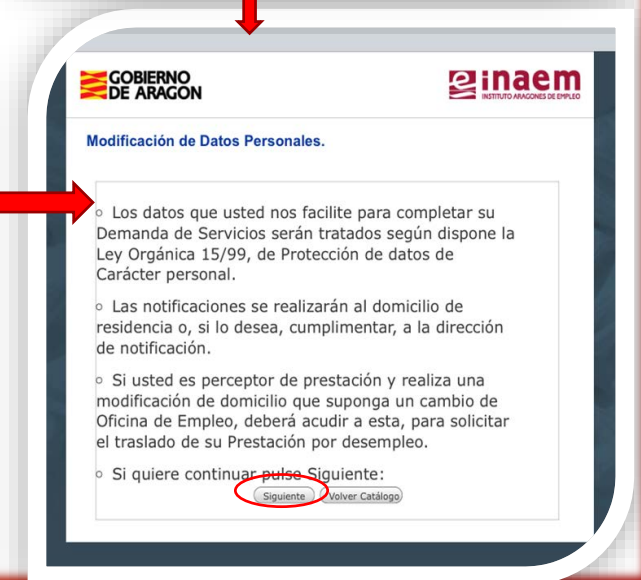 GOBIERNO
DE ARAGON
inaem
INSTITUTO ARAGONES DE EMPLEO
Modificación de Datos Personales.
◦ Los datos que usted nos facilite para completar su
Demanda de Servicios serán tratados según dispone la
Ley Orgánica 15/99, de Protección de datos de
Carácter personal.
◦ Las notificaciones se realizarán al domicilio de
residencia o, si lo desea, cumplimentar, a la dirección
de notificación.
◦ Si usted es perceptor de prestación y realiza una
modificación de domicilio que suponga un cambio de
Oficina de Empleo, deberá acudir a esta, para solicitar
el traslado de su Prestación por desempleo.
◦ Si quiere continuar pulse Siguiente:
Siguiente Volver Catálogo